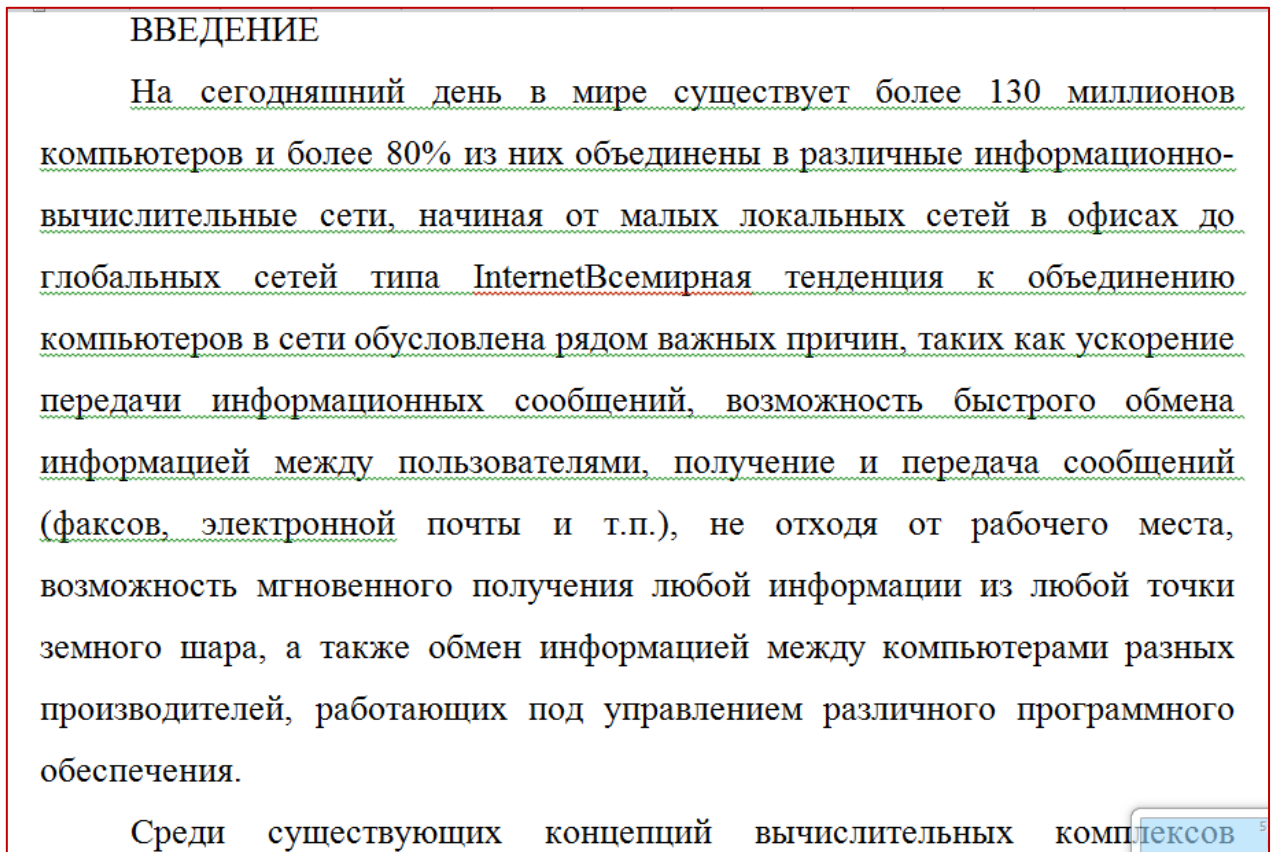 ВВЕДЕНИЕ
На сегодняшний день в мире существует более 130 миллионов
компьютеров и более 80% из них объединены в различные информационно-
вычислительные сети, начиная от малых локальных сетей в офисах до
глобальных сетей типа InternetВсемирная тенденция к объединению
компьютеров в сети обусловлена рядом важных причин, таких как ускорение
передачи информационных сообщений, возможность быстрого обмена
информацией между пользователями, получение и передача сообщений
(факсов, электронной почты и т.п.), не отходя от рабочего места,
возможность мгновенного получения любой информации из любой точки
земного шара, а также обмен информацией между компьютерами разных
производителей, работающих под управлением различного программного
обеспечения.
Среди существующих концепций вычислительных комплексов
5